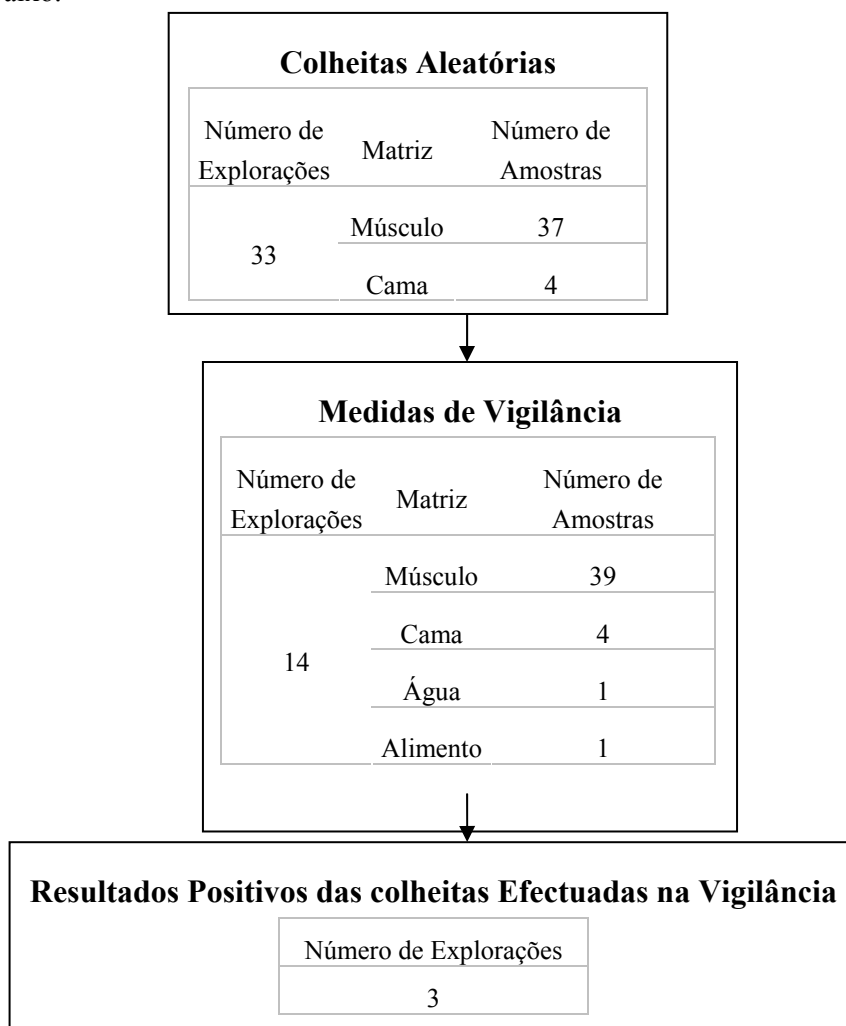 Colheitas Aleatórias
Número de Explorações Matriz Número de Amostras
33 Músculo 37
Cama 4
Medidas de Vigilância
Número de Explorações Matriz Número de Amostras
14 Músculo 39
Cama 4
Água 1
Alimento 1
Resultados Positivos das colheitas Efectuadas na Vigilância
Número de Explorações
3